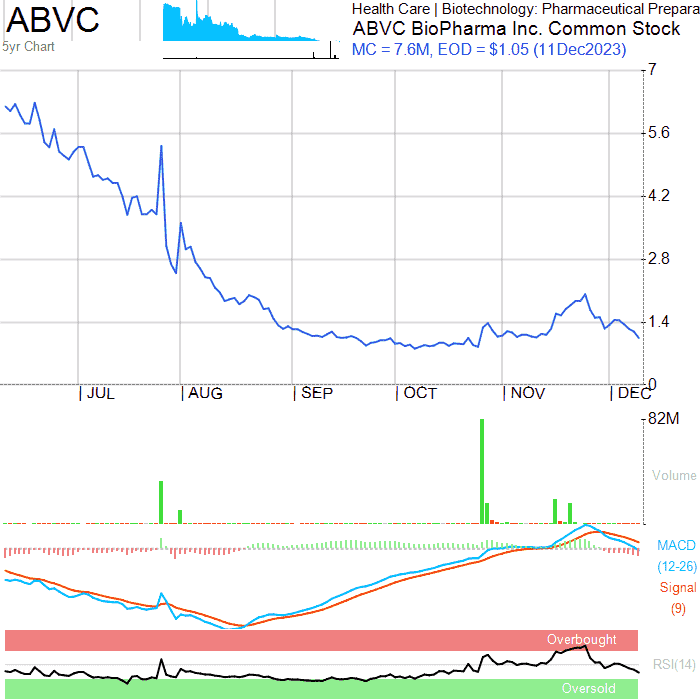 ABVC
5yr Chart
Health Care | Biotechnology: Pharmaceutical Prepara
ABVC BioPharma Inc. Common Stock
MC = 7.6M, EOD = $1.05 (11Dec2023)
7
5.6
4.2
2.8
1.4
0
| JUL | AUG | SEP | OCT | NOV | DEC
82M
Volume
MACD
(12-26)
Signal
(9)
Overbought
RSI(14)
Oversold